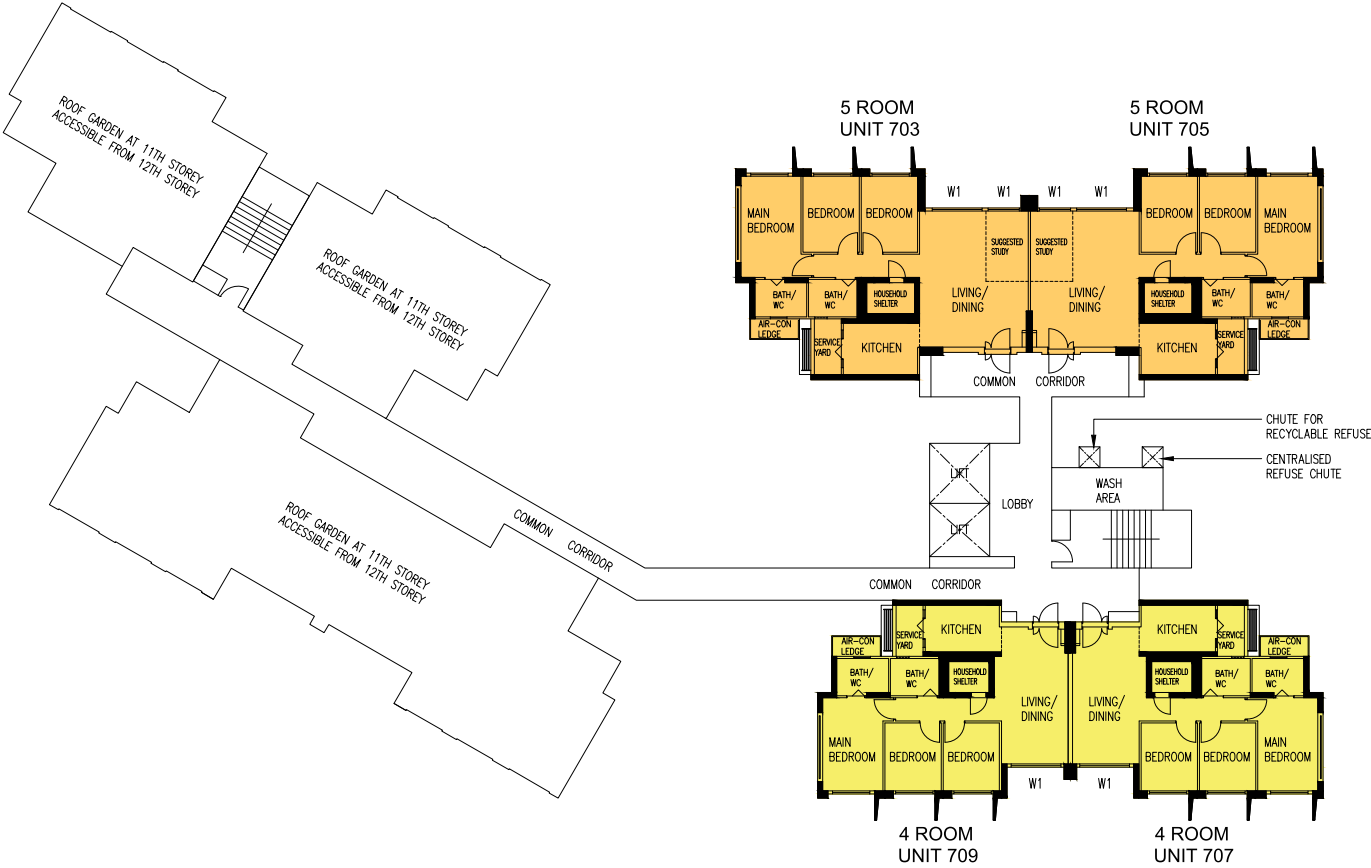 5 ROOM
UNIT 703
5 ROOM
UNIT 705
ROOF GARDEN AT 11TH STOREY
ACCESSIBLE FROM 12TH STOREY
ROOF GARDEN AT 11TH STOREY
ACCESSIBLE FROM 12TH STOREY
W1
W1
W1
W1
MAIN
BEDROOM
BEDROOM
BEDROOM
SUGGESTED
STUDY
SUGGESTED
STUDY
BEDROOM
BEDROOM
MAIN
BEDROOM
BATH/
WC
BATH/
WC
HOUSEHOLD
SHELTER
LIVING/
DINING
LIVING/
DINING
HOUSEHOLD
SHELTER
BATH/
WC
BATH/
WC
AIR-CON
LEDGE
SERVICE
YARD
KITCHEN
KITCHEN
SERVICE
YARD
AIR-CON
LEDGE
COMMON CORRIDOR
CHUTE FOR
RECYCLABLE REFUSE
CENTRALISED
REFUSE CHUTE
LIFT
LIFT
LOBBY
WASH
AREA
ROOF GARDEN AT 11TH STOREY
ACCESSIBLE FROM 12TH STOREY
COMMON CORRIDOR
COMMON CORRIDOR
AIR-CON
LEDGE
SERVICE
YARD
KITCHEN
KITCHEN
SERVICE
YARD
AIR-CON
LEDGE
BATH/
WC
BATH/
WC
HOUSEHOLD
SHELTER
HOUSEHOLD
SHELTER
BATH/
WC
BATH/
WC
LIVING/
DINING
LIVING/
DINING
MAIN
BEDROOM
BEDROOM
BEDROOM
BEDROOM
BEDROOM
MAIN
BEDROOM
W1
W1
4 ROOM
UNIT 709
4 ROOM
UNIT 707